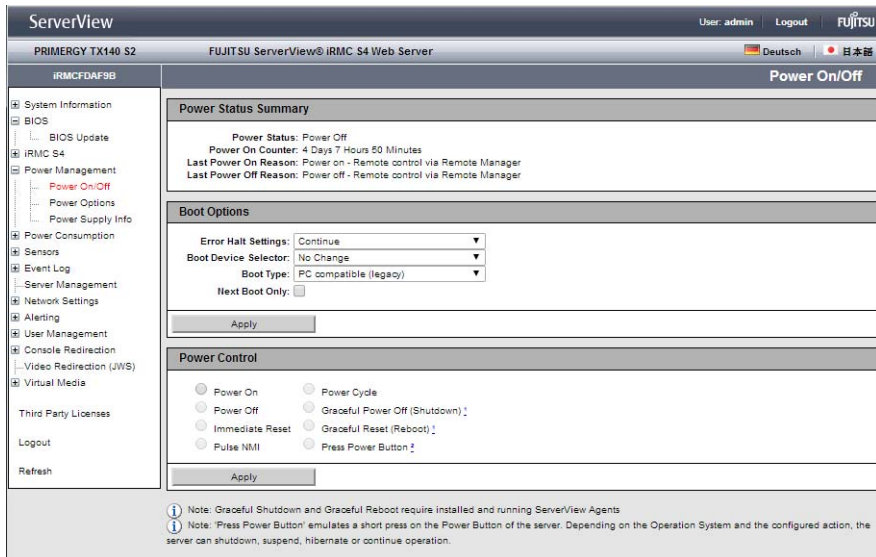 ServerView
User: admin Logout FUJITSU
PRIMERGY TX140 S2 FUJITSU ServerView® iRMC S4 Web Server Deutsch 日本語
iRMCFDAF9B Power On/Off
System Information
BIOS
BIOS Update
iRMC S4
Power Management
Power On/Off
Power Options
Power Supply Info
Power Consumption
Sensors
Event Log
Server Management
Network Settings
Alerting
User Management
Console Redirection
Video Redirection (JWS)
Virtual Media
Third Party Licenses
Logout
Refresh
Power Status Summary
Power Status: Power Off
Power On Counter: 4 Days 7 Hours 50 Minutes
Last Power On Reason: Power on - Remote control via Remote Manager
Last Power Off Reason: Power off - Remote control via Remote Manager
Boot Options
Error Halt Settings: Continue
Boot Device Selector: No Change
Boot Type: PC compatible (legacy)
Next Boot Only:
Apply
Power Control
Power On Power Cycle
Power Off Graceful Power Off (Shutdown) 1
Immediate Reset Graceful Reset (Reboot) 1
Pulse NMI Press Power Button 2
Apply
Note: Graceful Shutdown and Graceful Reboot require installed and running ServerView Agents
Note: 'Press Power Button' emulates a short press on the Power Button of the server. Depending on the Operation System and the configured action, the
server can shutdown, suspend, hibernate or continue operation.